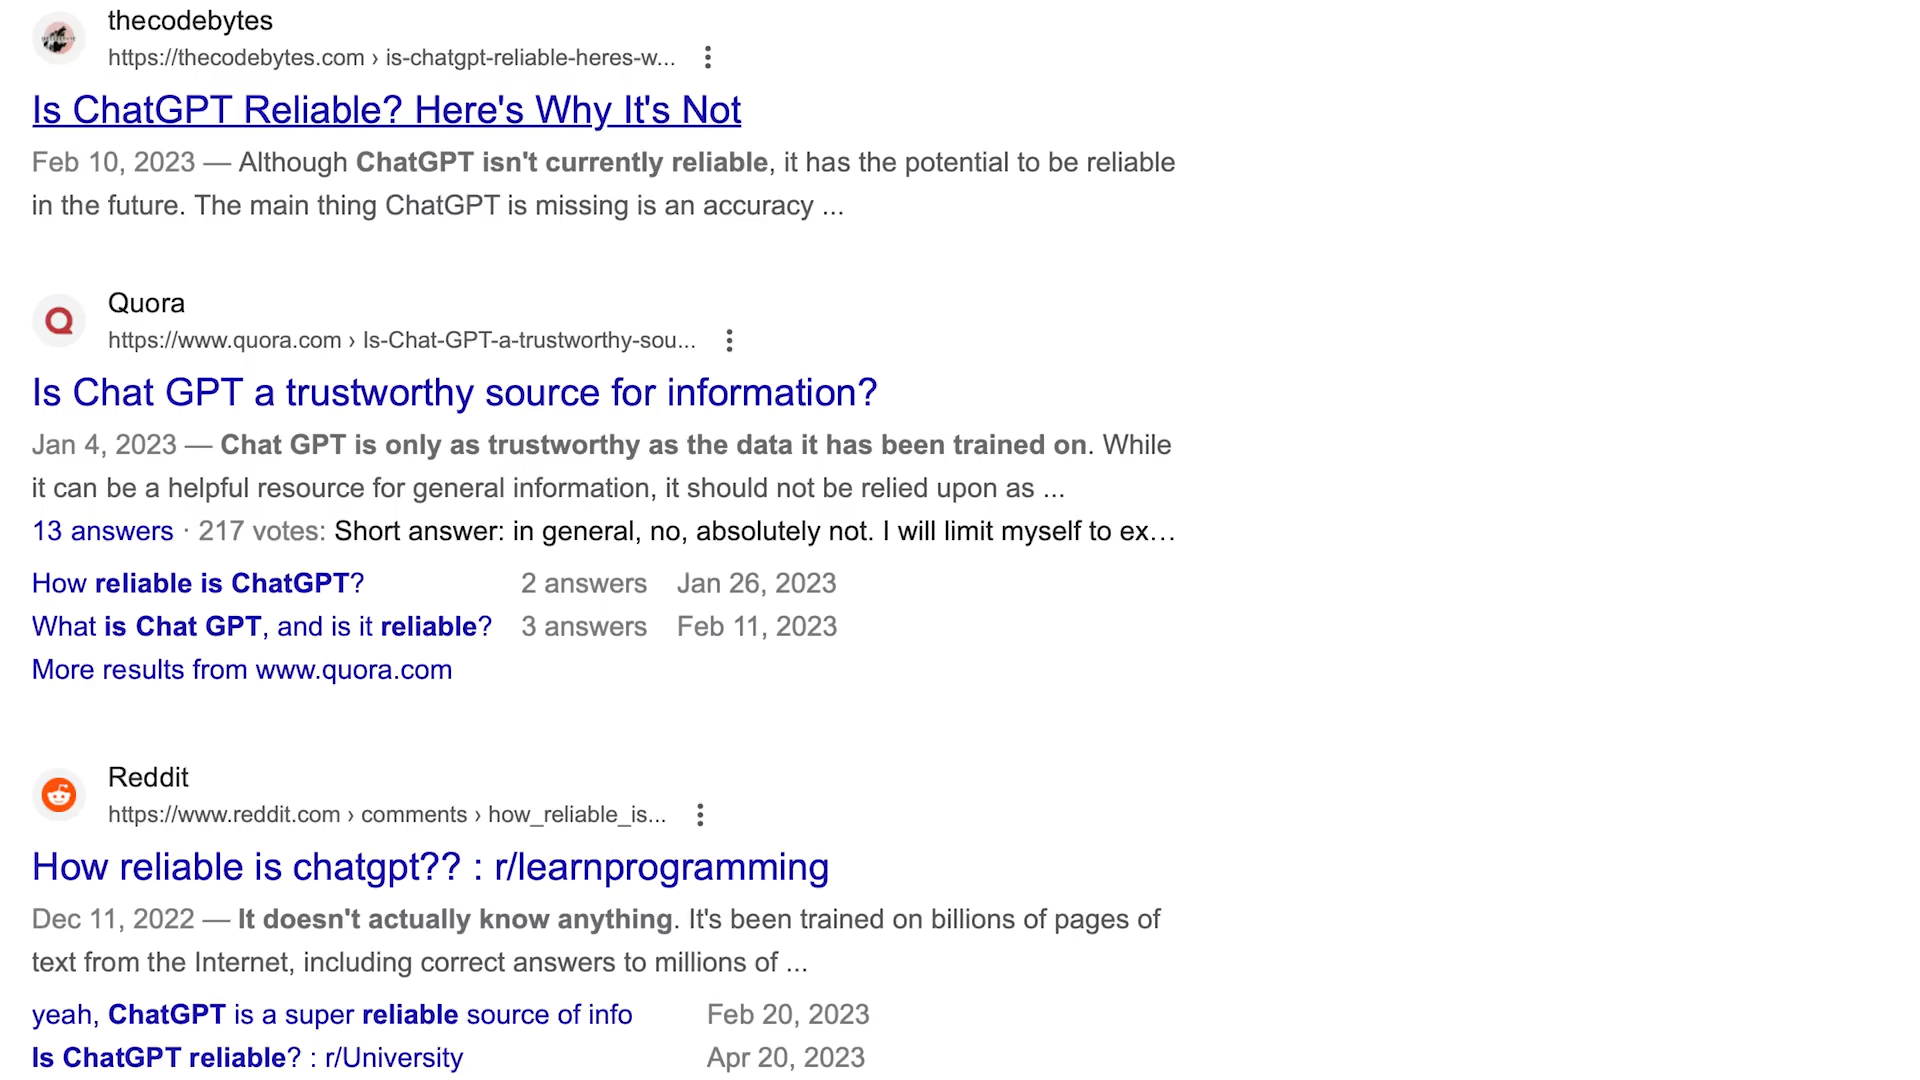 thecodebytes
https://thecodebytes.com › is-chatgpt-reliable-heres-w...
Is ChatGPT Reliable? Here's Why It's Not
Feb 10, 2023 — Although ChatGPT isn't currently reliable, it has the potential to be reliable
in the future. The main thing ChatGPT is missing is an accuracy ...
Quora
https://www.quora.com › Is-Chat-GPT-a-trustworthy-sou...
Is Chat GPT a trustworthy source for information?
Jan 4, 2023 — Chat GPT is only as trustworthy as the data it has been trained on. While
it can be a helpful resource for general information, it should not be relied upon as ...
13 answers · 217 votes: Short answer: in general, no, absolutely not. I will limit myself to ex...
How reliable is ChatGPT? 2 answers Jan 26, 2023
What is Chat GPT, and is it reliable? 3 answers Feb 11, 2023
More results from www.quora.com
Reddit
https://www.reddit.com › comments › how_reliable_is...
How reliable is chatgpt?? : r/learnprogramming
Dec 11, 2022 — It doesn't actually know anything. It's been trained on billions of pages of
text from the Internet, including correct answers to millions of ...
yeah, ChatGPT is a super reliable source of info Feb 20, 2023
Is ChatGPT reliable? : r/University Apr 20, 2023